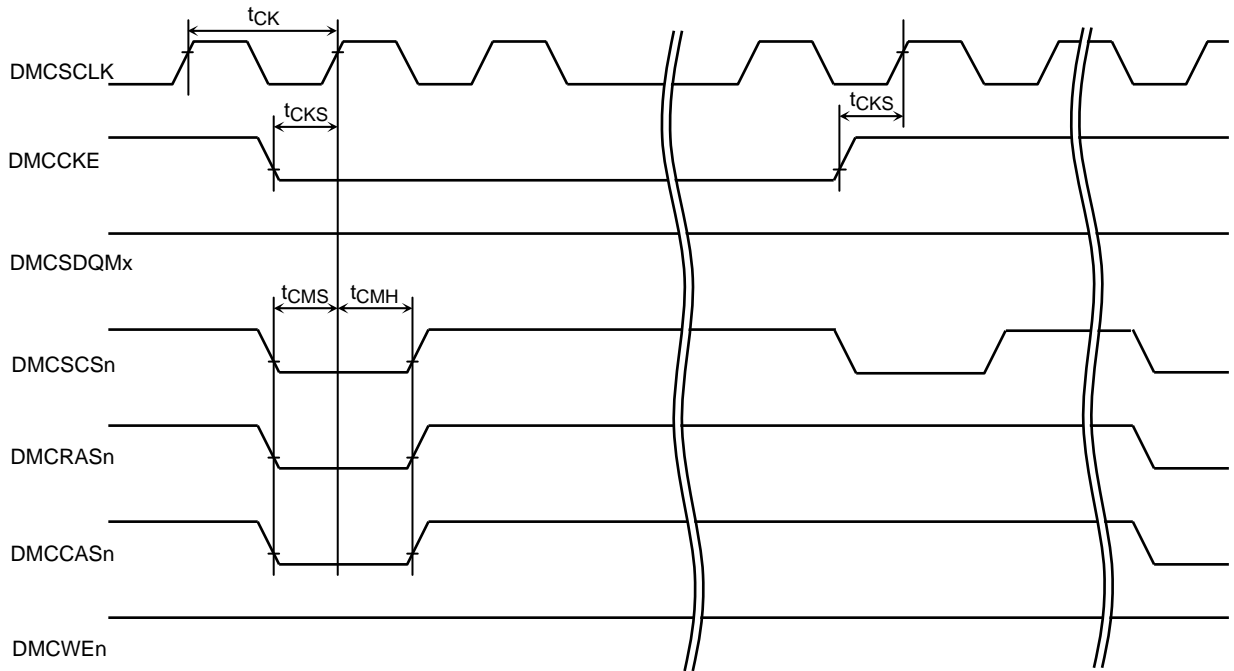 tCK
DMCSCLK
tCKS
tCKS
DMCCKE
DMCSDQMx
tCMS
tCMH
DMCSCSn
DMCRASn
DMCCASn
DMCWEn